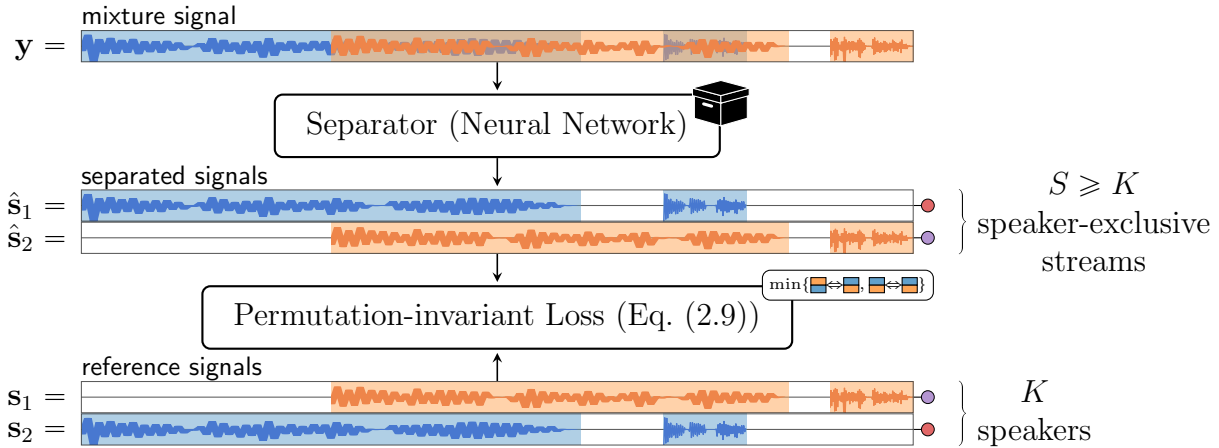 mixture signal
y =
Separator (Neural Network)
separated signals
ŝ₁ =
ŝ₂ =
S ⩾ K
speaker-exclusive
streams
min{⇔, ⇔}
Permutation-invariant Loss (Eq. (2.9))
reference signals
s₁ =
s₂ =
K
speakers